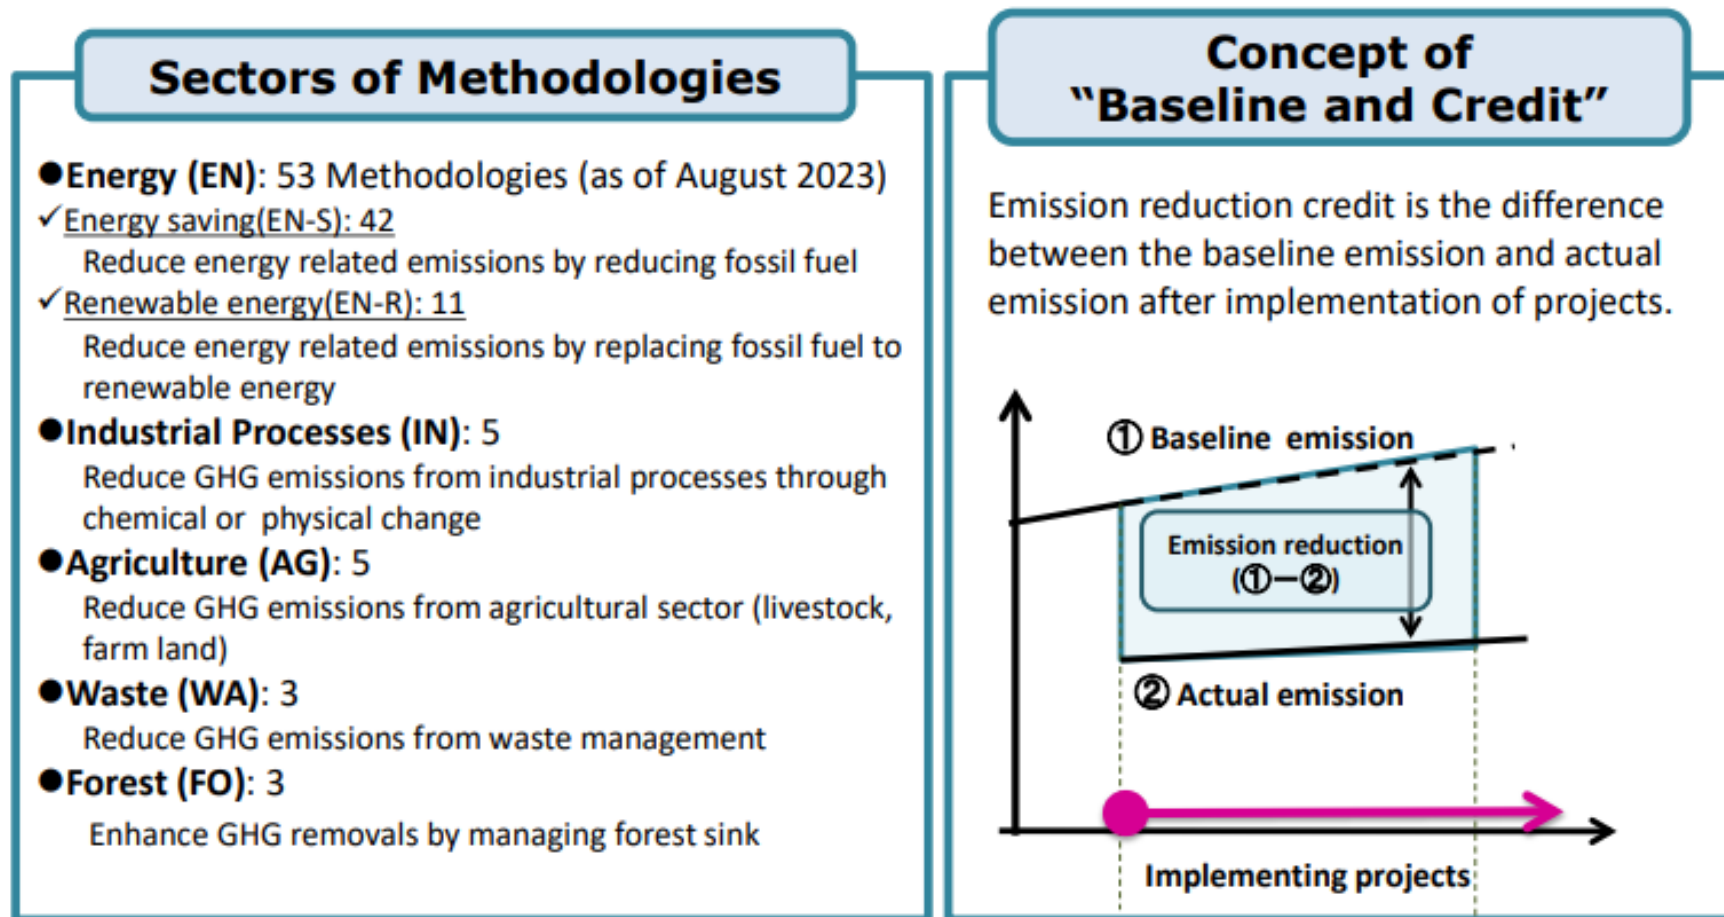 Sectors of Methodologies
●Energy (EN): 53 Methodologies (as of August 2023)
✓Energy saving(EN-S): 42
Reduce energy related emissions by reducing fossil fuel
✓Renewable energy(EN-R): 11
Reduce energy related emissions by replacing fossil fuel to
renewable energy
●Industrial Processes (IN): 5
Reduce GHG emissions from industrial processes through
chemical or physical change
●Agriculture (AG): 5
Reduce GHG emissions from agricultural sector (livestock,
farm land)
●Waste (WA): 3
Reduce GHG emissions from waste management
●Forest (FO): 3
Enhance GHG removals by managing forest sink
Concept of
“Baseline and Credit”
Emission reduction credit is the difference
between the baseline emission and actual
emission after implementation of projects.
① Baseline emission
Emission reduction
(①－②)
② Actual emission
Implementing projects